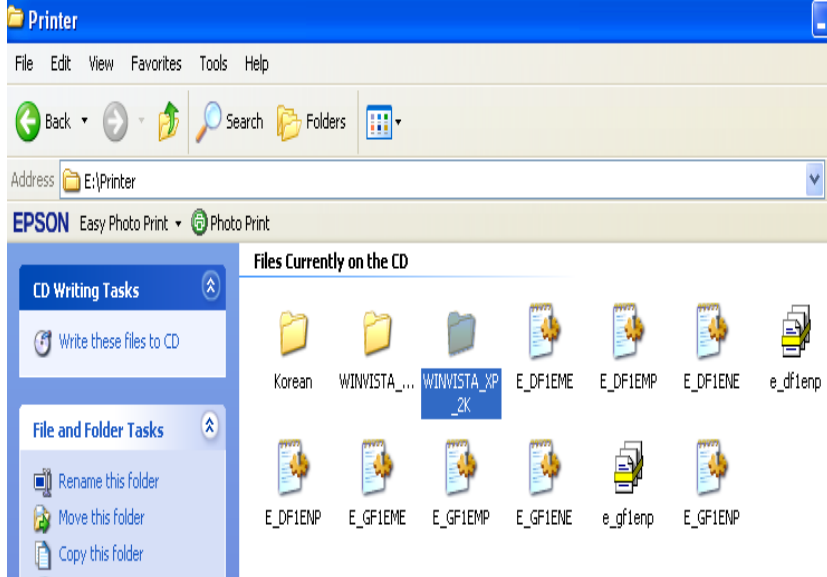 Printer
File Edit View Favorites Tools Help
Back Search Folders
Address E:\Printer
EPSON Easy Photo Print Photo Print
CD Writing Tasks
Write these files to CD
File and Folder Tasks
Rename this folder
Move this folder
Copy this folder
Files Currently on the CD
Korean WINVISTA_... WINVISTA_XP E_DF1EME E_DF1EMP E_DF1ENE e_df1enp
_2K
E_DF1ENP E_GF1EME E_GF1EMP E_GF1ENE e_gf1enp E_GF1ENP